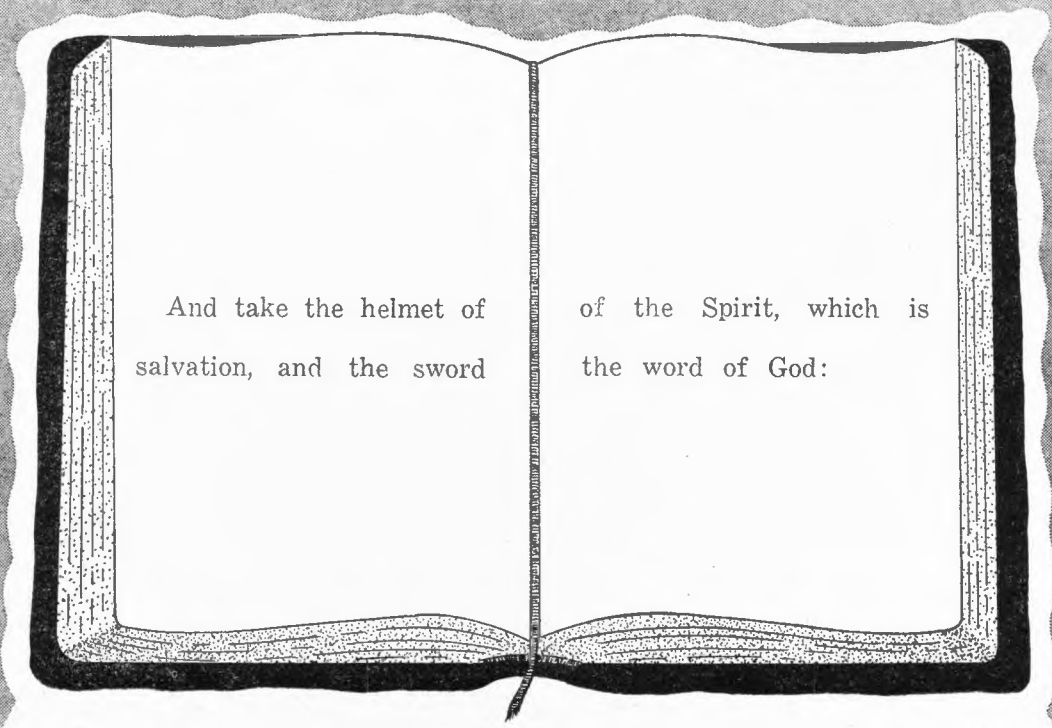 And take the helmet of
salvation, and the sword
of the Spirit, which is
the word of God: